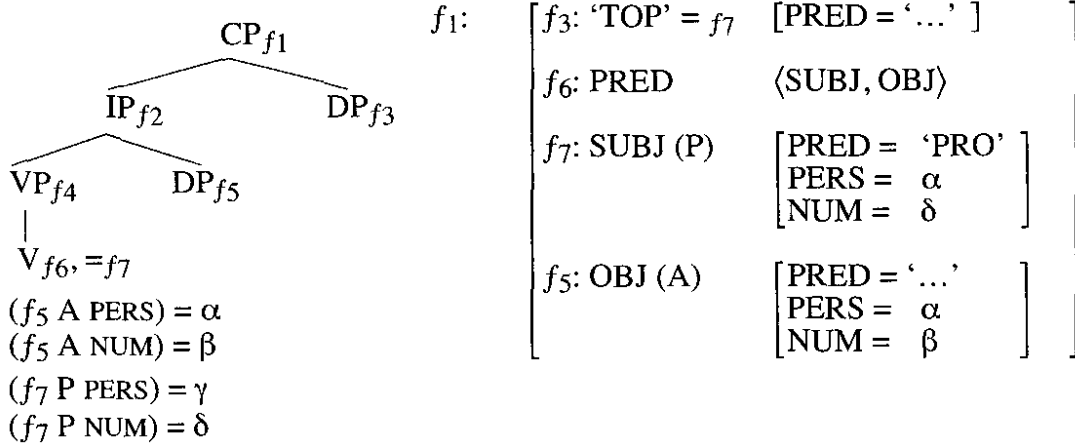 CP f1
IP f2 DP f3
VP f4 DP f5
V f6, =f7
(f5 A PERS) = α
(f5 A NUM) = β
(f7 P PERS) = γ
(f7 P NUM) = δ
f1:
f3: ‘TOP’ = f7 [PRED = ‘…’ ]
f6: PRED ⟨SUBJ, OBJ⟩
f7: SUBJ (P) [PRED = ‘PRO’
PERS = α
NUM = δ ]
f5: OBJ (A) [PRED = ‘…’
PERS = α
NUM = β ]